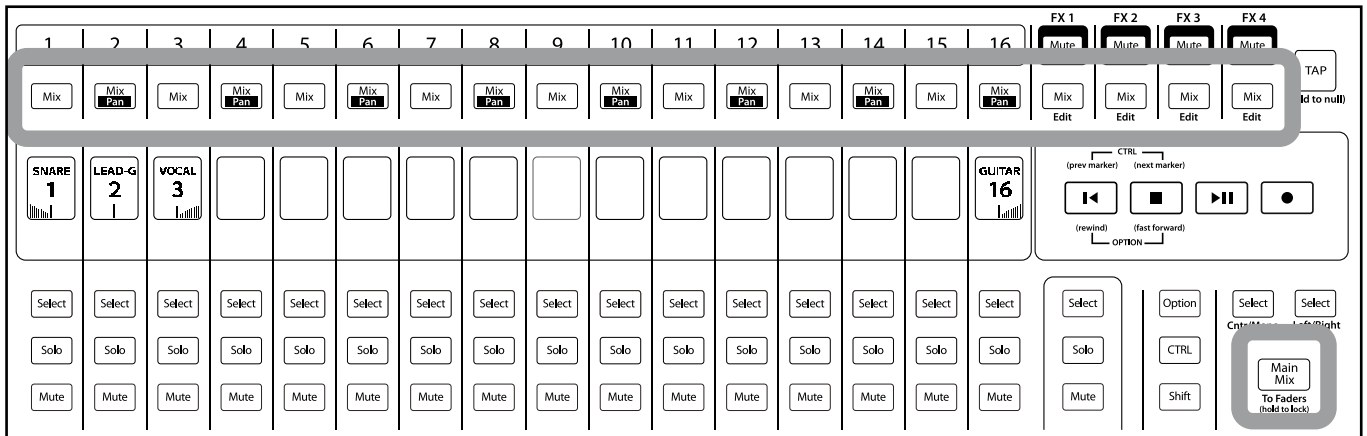 FX 1 FX 2 FX 3 FX 4
1 2 3 4 5 6 7 8 9 10 11 12 13 14 15 16 Mute Mute Mute Mute
TAP
(hold to null)
Mix Mix Mix Mix Mix Mix Mix Mix Mix Mix Mix Mix Mix Mix Mix Mix Mix Mix Mix Mix
Pan Pan Pan Pan Pan Pan Pan Pan Edit Edit Edit Edit
CTRL
(prev marker) (next marker)
SNARE LEAD-G VOCAL GUITAR
1 2 3 16
(rewind) (fast forward)
OPTION
Select Select Select Select Select Select Select Select Select Select Select Select Select Select Select Select Select Option Select Select
Cntr/Mono Left/Right
Solo Solo Solo Solo Solo Solo Solo Solo Solo Solo Solo Solo Solo Solo Solo Solo Solo CTRL
Main
Mix
Mute Mute Mute Mute Mute Mute Mute Mute Mute Mute Mute Mute Mute Mute Mute Mute Mute Shift
To Faders
(hold to lock)